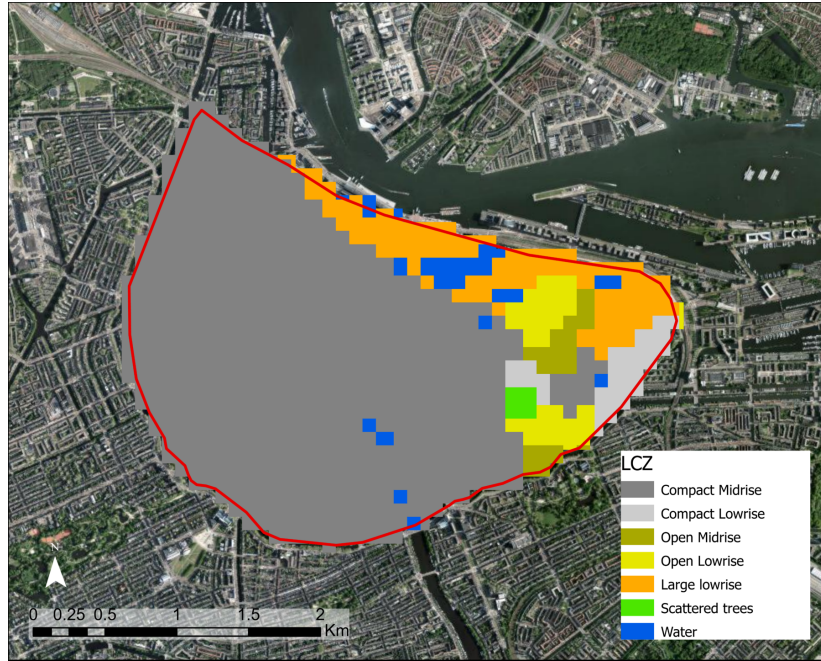 LCZ
Compact Midrise
Compact Lowrise
Open Midrise
Open Lowrise
Large lowrise
Scattered trees
Water
N
0 0.25 0.5 1 1.5 2
Km